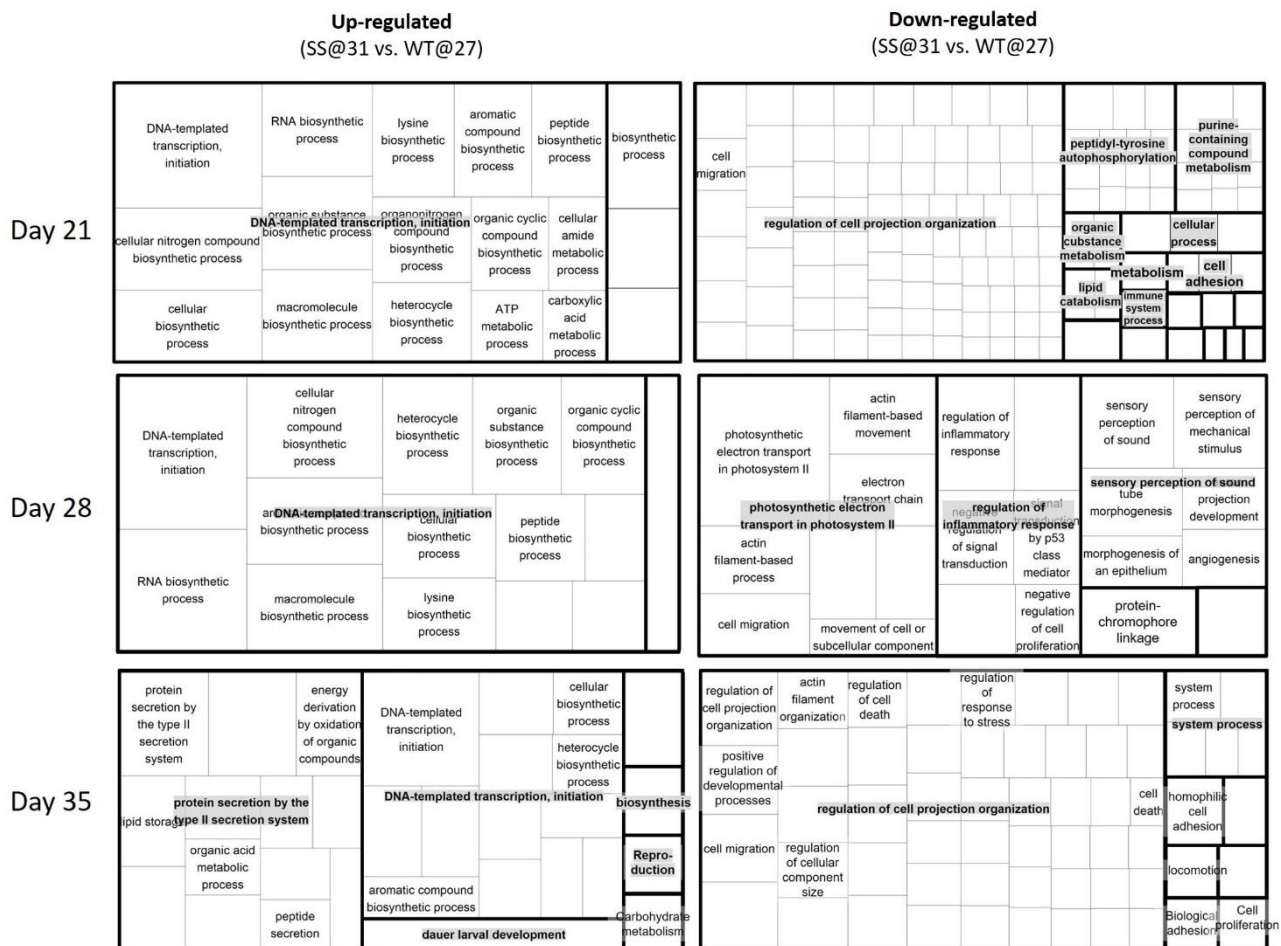 Up-regulated
(SS@31 vs. WT@27)
Down-regulated
(SS@31 vs. WT@27)
Day 21
DNA-templated
transcription,
initiation
RNA biosynthetic
process
lysine
biosynthetic
process
aromatic
compound
biosynthetic
process
peptide
biosynthetic
process
biosynthetic
process
cellular nitrogen compound
biosynthetic process
organic substance
biosynthetic process
DNA-templated transcription, initiation
organonitrogen
compound
biosynthetic
process
organic cyclic
compound
biosynthetic
process
cellular
amide
metabolic
process
cellular
biosynthetic
process
macromolecule
biosynthetic process
heterocycle
biosynthetic
process
ATP
metabolic
process
carboxylic
acid
metabolic
process
cell
migration
regulation of cell projection organization
peptidyl-tyrosine
autophosphorylation
purine-
containing
compound
metabolism
organic
cubstance
metabolism
cellular
process
metabolism
cell
adhesion
lipid
catabolism
immune
system
process
Day 28
DNA-templated
transcription,
initiation
cellular
nitrogen
compound
biosynthetic
process
heterocycle
biosynthetic
process
organic
substance
biosynthetic
process
organic cyclic
compound
biosynthetic
process
DNA-templated transcription, initiation
biosynthetic process
cellular
biosynthetic
process
peptide
biosynthetic
process
RNA biosynthetic
process
macromolecule
biosynthetic process
lysine
biosynthetic
process
photosynthetic
electron transport
in photosystem II
actin
filament-based
movement
electron
transport chain
photosynthetic electron
transport in photosystem II
actin
filament-based
process
cell migration
movement of cell or
subcellular component
regulation of
inflammatory
response
regulation of
inflammatory response
negative
regulation
of signal
transduction
signal
transduction
by p53
class
mediator
negative
regulation
of cell
proliferation
sensory
perception
of sound
sensory
perception of
mechanical
stimulus
sensory perception of sound
tube
morphogenesis
projection
development
morphogenesis of
an epithelium
angiogenesis
protein-
chromophore
linkage
Day 35
protein
secretion by
the type II
secretion
system
energy
derivation
by oxidation
of organic
compounds
protein secretion by the
type II secretion system
lipid storage
organic acid
metabolic
process
peptide
secretion
DNA-templated
transcription,
initiation
cellular
biosynthetic
process
heterocycle
biosynthetic
process
DNA-templated transcription, initiation
aromatic compound
biosynthetic process
dauer larval development
biosynthesis
Repro-
duction
Carbohydrate
metabolism
regulation of
cell projection
organization
actin
filament
organization
regulation
of cell
death
regulation
of
response
to stress
positive
regulation of
developmental
processes
regulation of cell projection organization
cell
death
cell migration
regulation
of cellular
component
size
system
process
system process
homophilic
cell
adhesion
locomotion
Biological
adhesion
Cell
proliferation